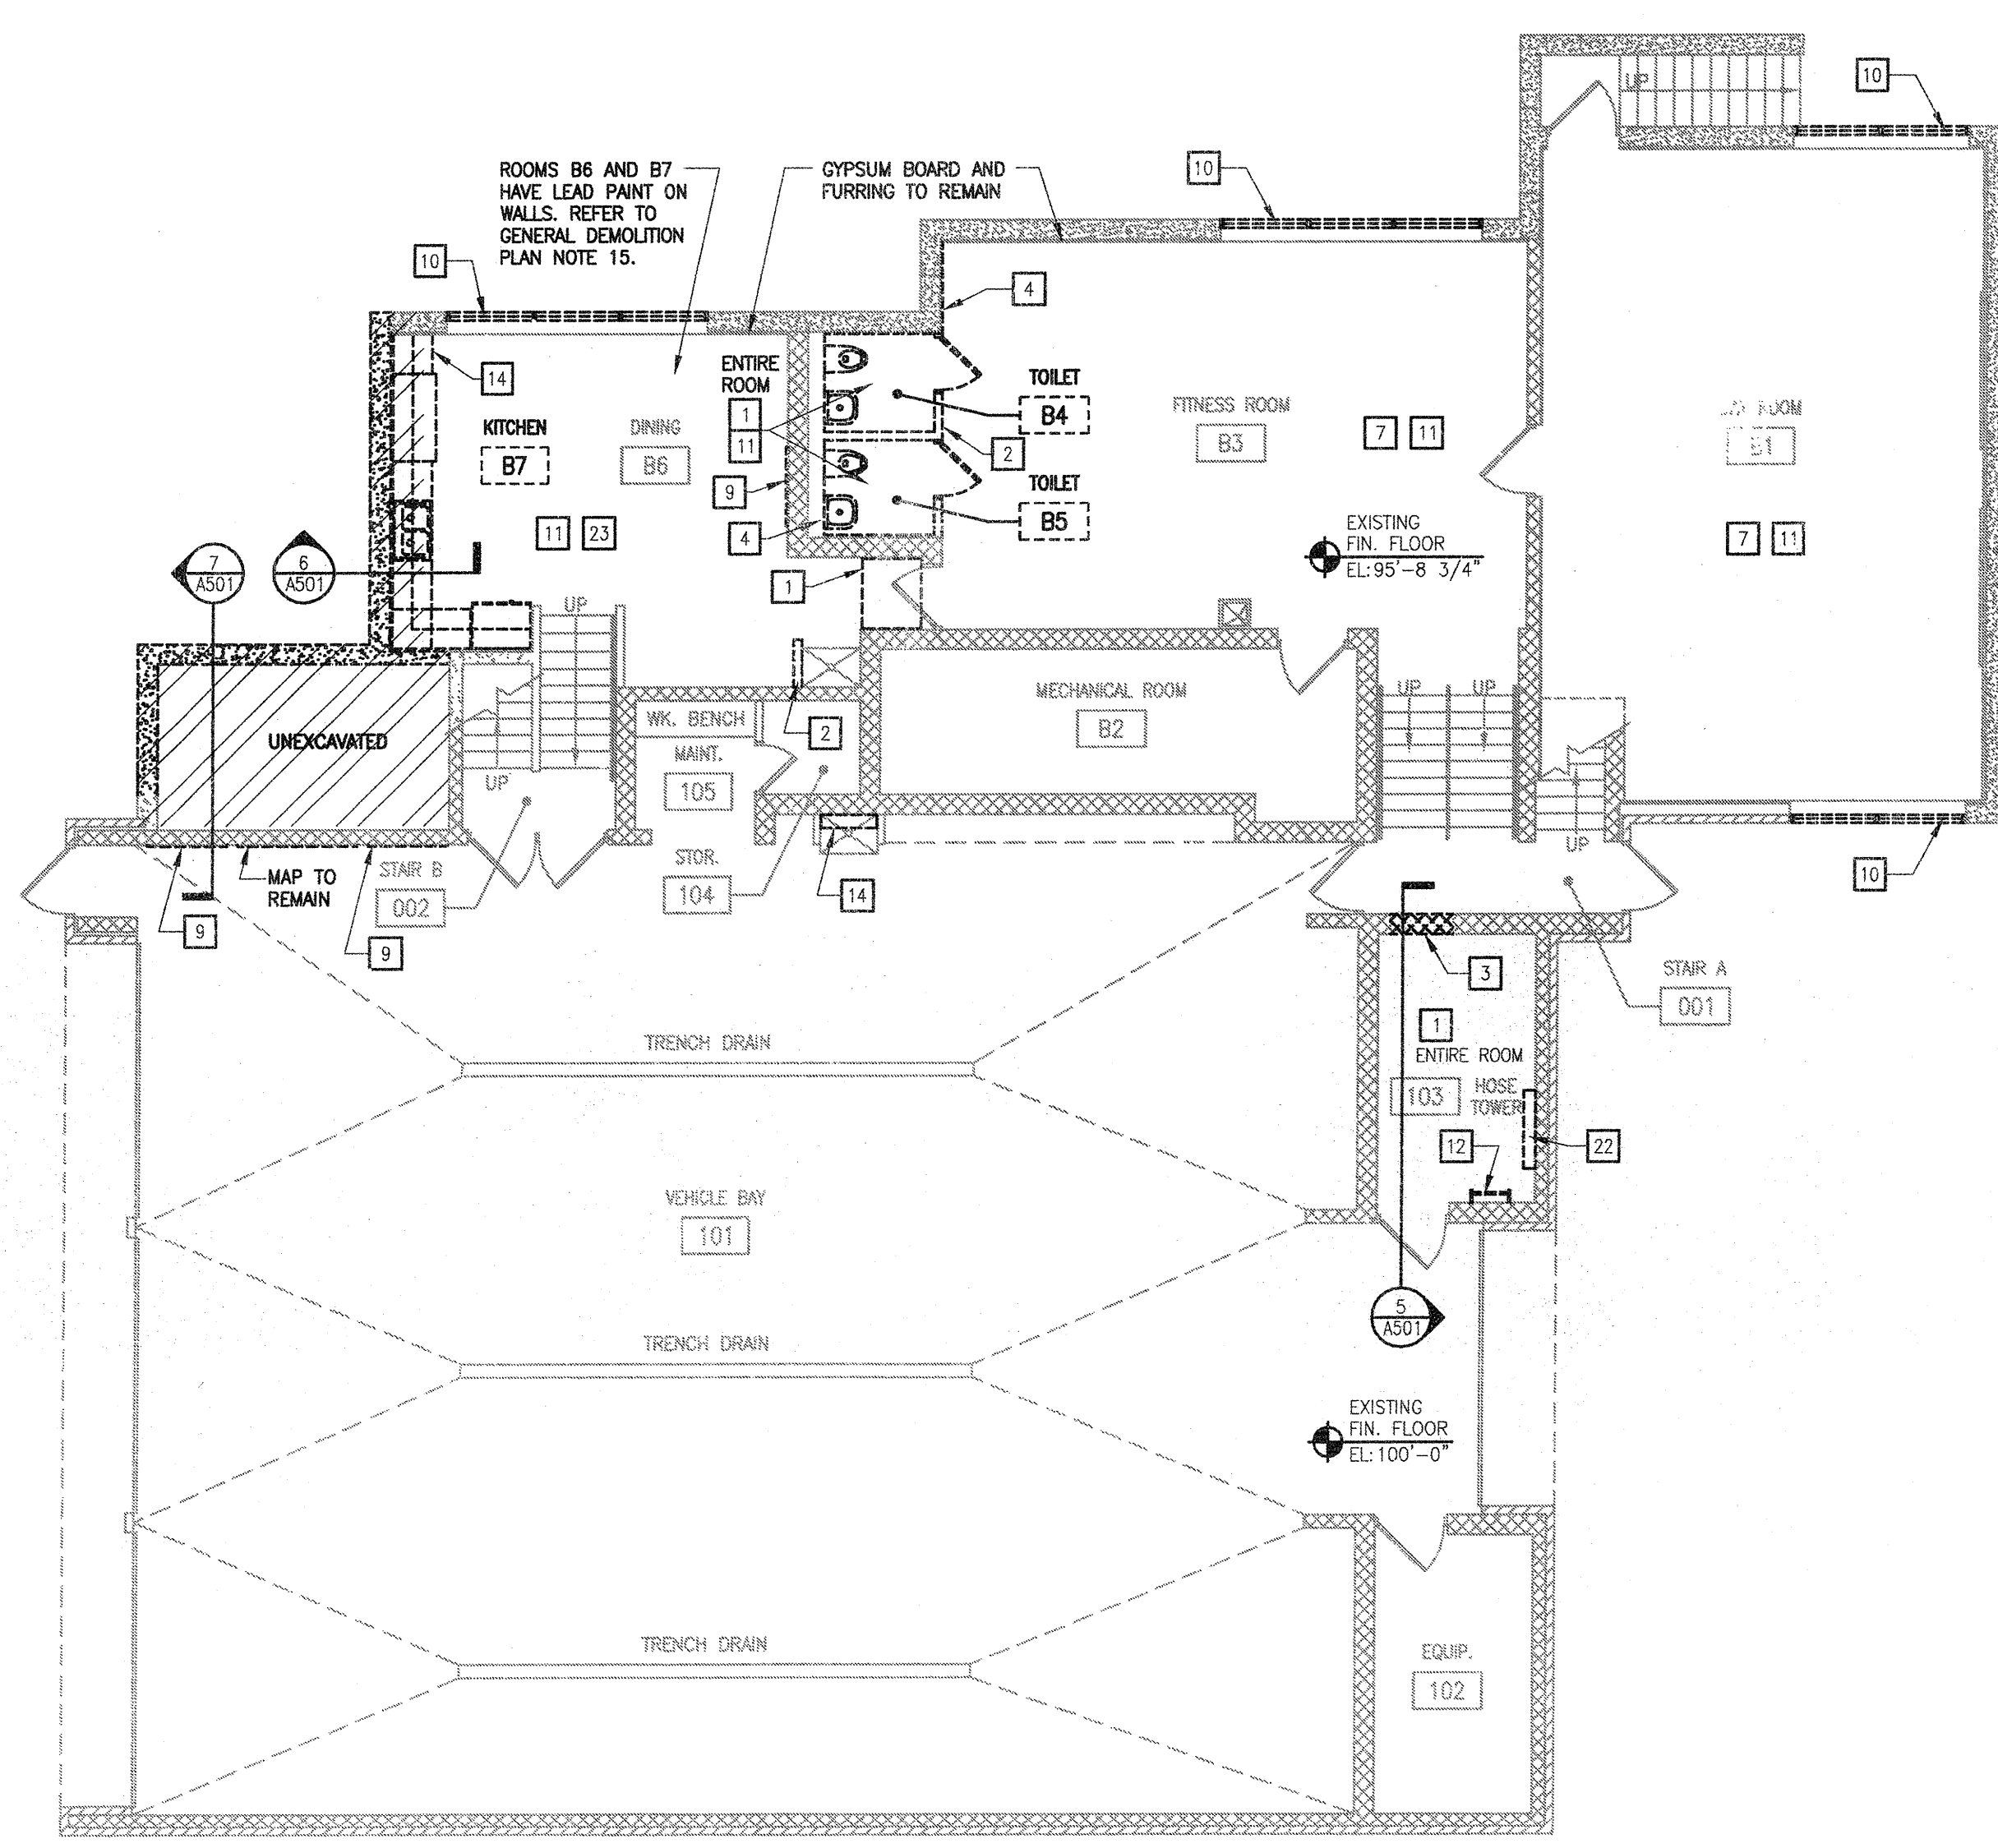 UP
10
ROOMS B6 AND B7
HAVE LEAD PAINT ON
WALLS. REFER TO
GENERAL DEMOLITION
PLAN NOTE 15.
GYPSUM BOARD AND
FURRING TO REMAIN
10
10
4
14
ENTIRE
ROOM
1
11
TOILET
B4
FITNESS ROOM
B3
7
11
ROOM
B1
KITCHEN
B7
DINING
B6
2
9
TOILET
B5
4
11
23
EXISTING
FIN. FLOOR
EL: 95'-8 3/4"
7
11
7
A501
6
A501
1
UP
UNEXCAVATED
UP
WK. BENCH
MAINT.
105
2
MECHANICAL ROOM
B2
UP
UP
UP
STOR.
104
14
10
MAP TO
REMAIN
STAIR B
002
9
9
3
STAIR A
001
1
ENTIRE ROOM
103
HOSE
TOWER
12
22
TRENCH DRAIN
VEHICLE BAY
101
5
A501
TRENCH DRAIN
EXISTING
FIN. FLOOR
EL: 100'-0"
TRENCH DRAIN
EQUIP.
102